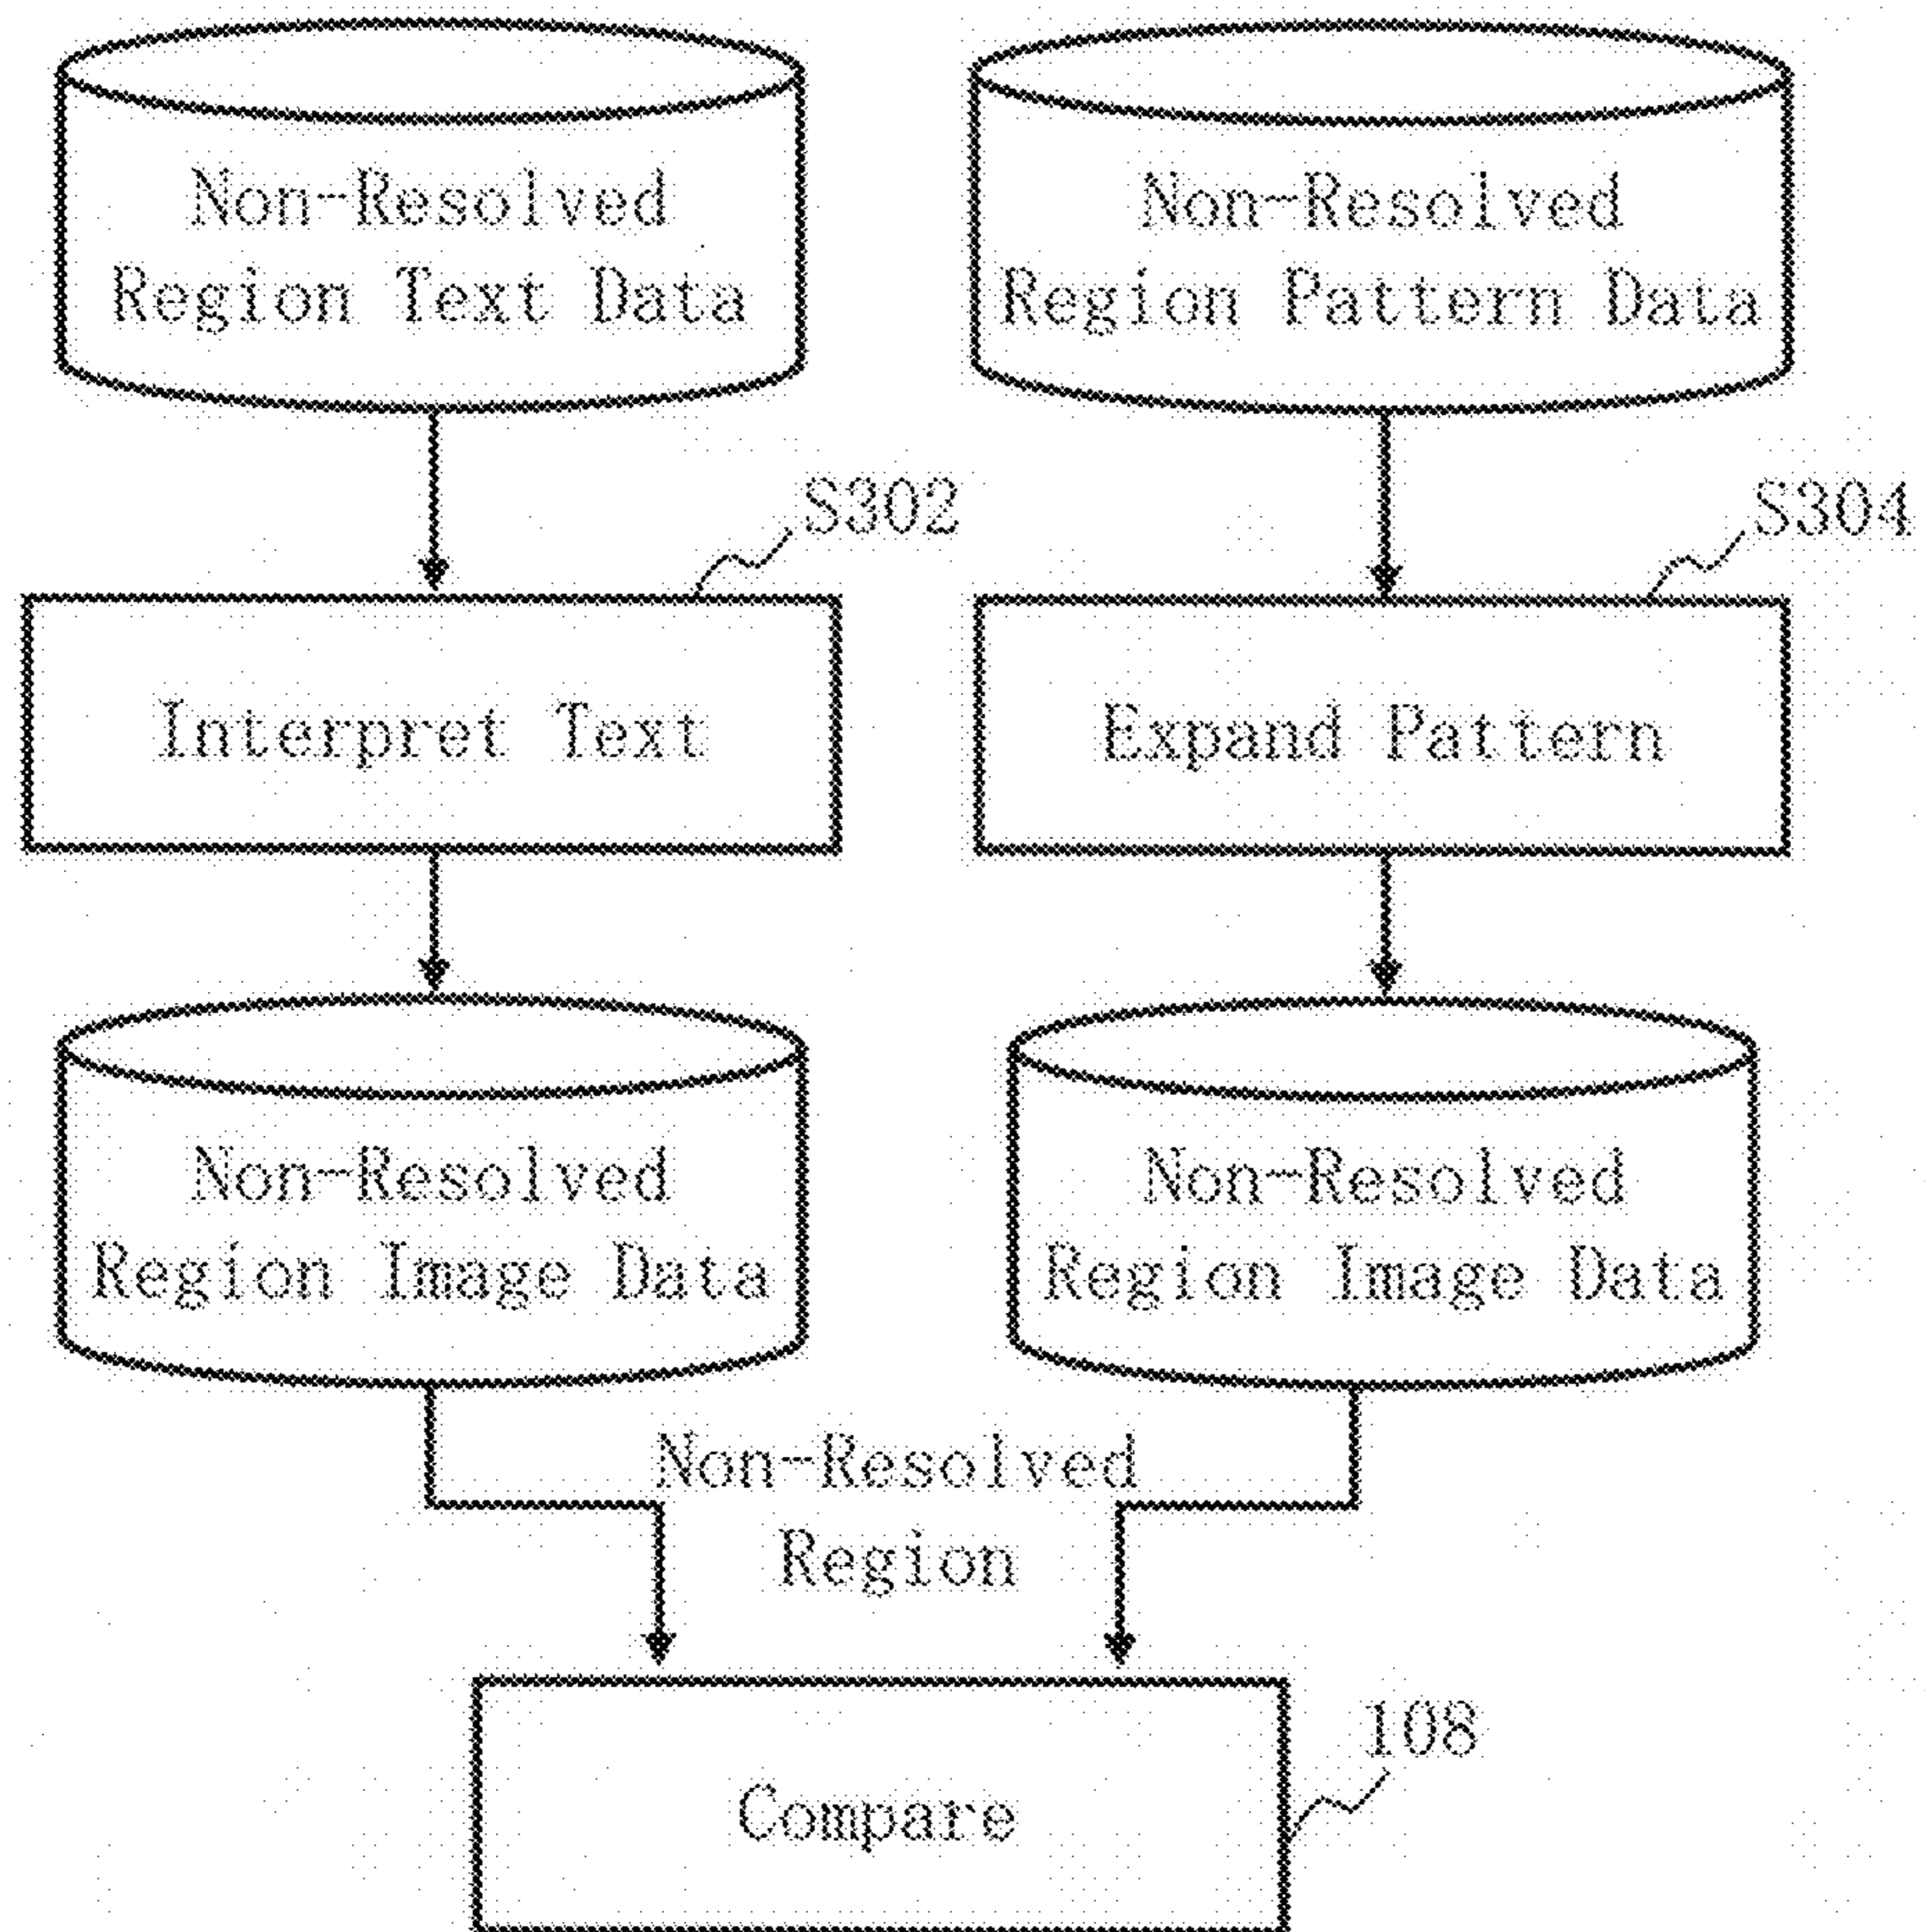 Non-Resolved
Region Text Data
Non-Resolved
Region Pattern Data
S302
S304
Interpret Text
Expand Pattern
Non-Resolved
Region Image Data
Non-Resolved
Region Image Data
Non-Resolved
Region
108
Compare